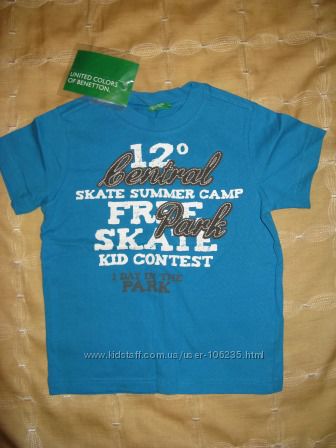 UNITED COLORS
OF BENETTON.
12°
Central
SKATE SUMMER CAMP
FREE
Park
SKATE
KID CONTEST
1 DAY IN THE
PARK
www.kidstaff.com.ua/user-106235.html